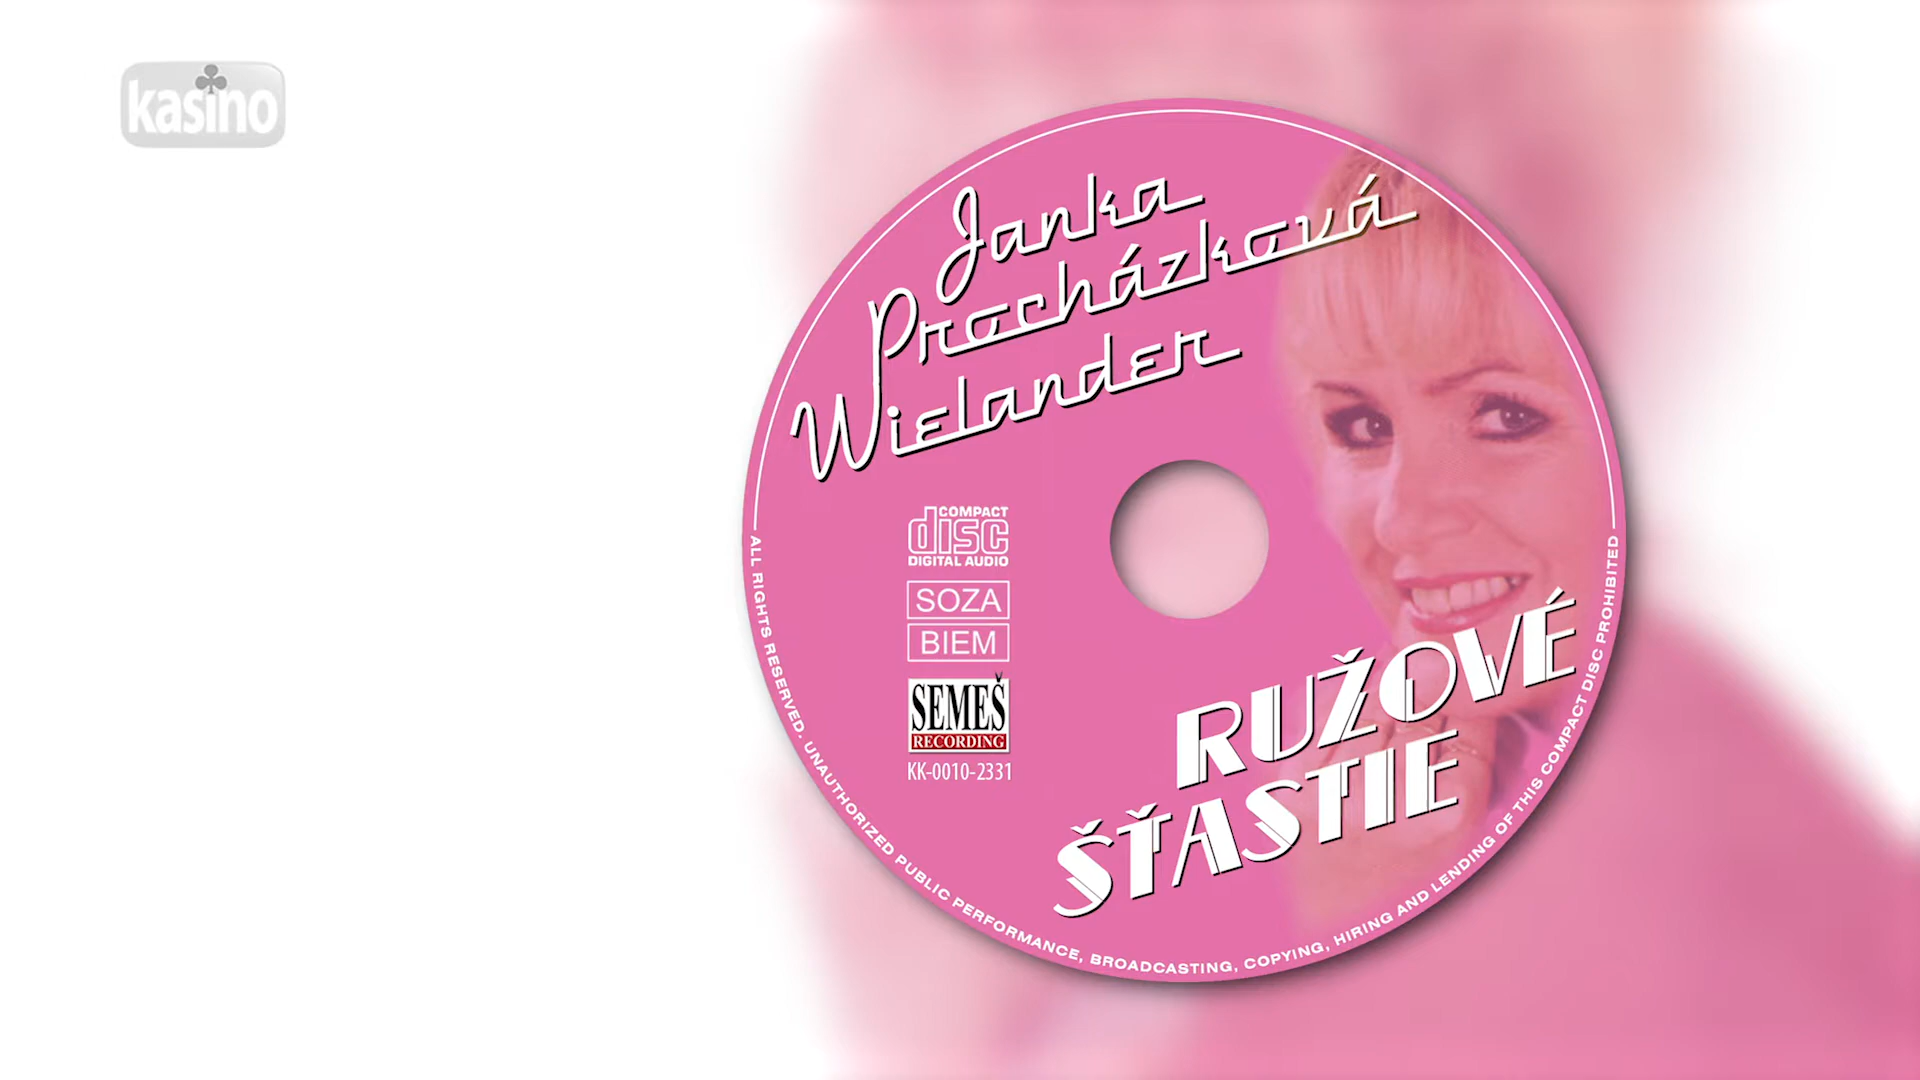 kasino
Janka
Procházková
Wielander
COMPACT
disc
DIGITAL AUDIO
SOZA
BIEM
SEMEŠ
RECORDING
KK-0010-2331
RUŽOVÉ
ŠŤASTIE
ALL RIGHTS RESERVED. UNAUTHORIZED PUBLIC PERFORMANCE, BROADCASTING, COPYING, HIRING AND LENDING OF THIS COMPACT DISC PROHIBITED